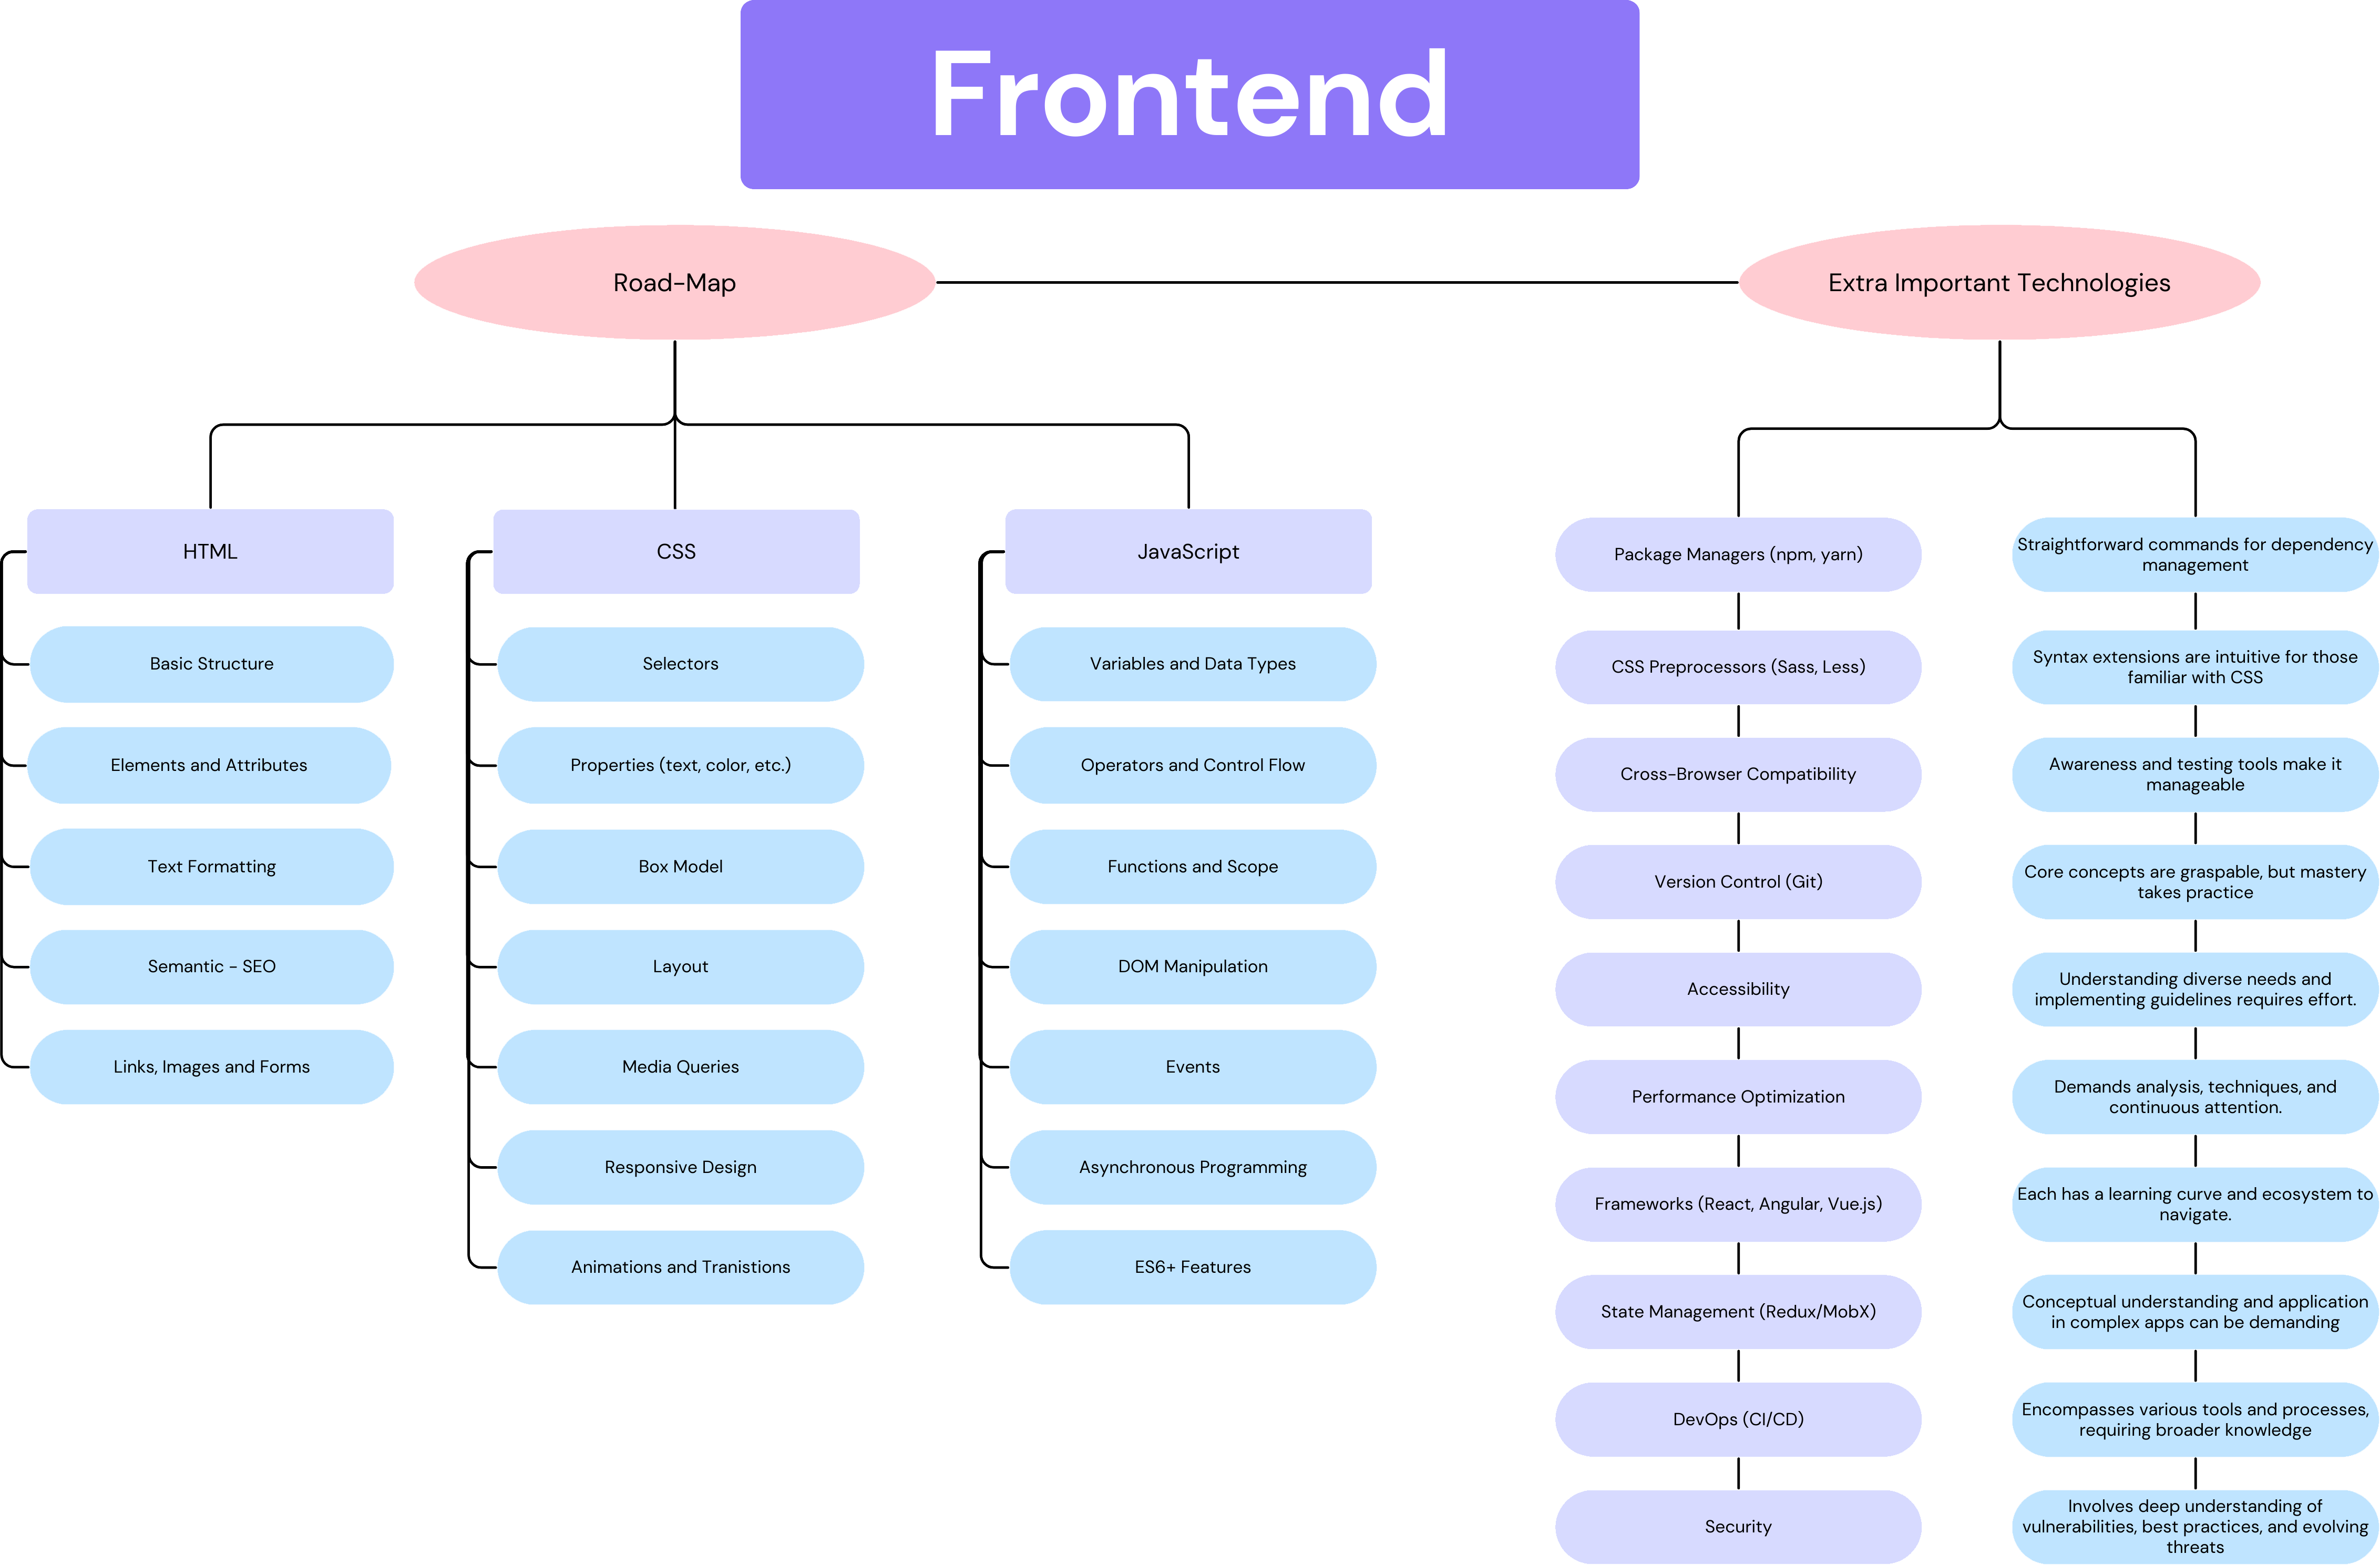 Frontend
Road-Map
Extra Important Technologies
HTML
Basic Structure
Elements and Attributes
Text Formatting
Semantic - SEO
Links, Images and Forms
CSS
Selectors
Properties (text, color, etc.)
Box Model
Layout
Media Queries
Responsive Design
Animations and Tranistions
JavaScript
Variables and Data Types
Operators and Control Flow
Functions and Scope
DOM Manipulation
Events
Asynchronous Programming
ES6+ Features
Package Managers (npm, yarn)
CSS Preprocessors (Sass, Less)
Cross-Browser Compatibility
Version Control (Git)
Accessibility
Performance Optimization
Frameworks (React, Angular, Vue.js)
State Management (Redux/MobX)
DevOps (CI/CD)
Security
Straightforward commands for dependency
management
Syntax extensions are intuitive for those
familiar with CSS
Awareness and testing tools make it
manageable
Core concepts are graspable, but mastery
takes practice
Understanding diverse needs and
implementing guidelines requires effort.
Demands analysis, techniques, and
continuous attention.
Each has a learning curve and ecosystem to
navigate.
Conceptual understanding and application
in complex apps can be demanding
Encompasses various tools and processes,
requiring broader knowledge
Involves deep understanding of
vulnerabilities, best practices, and evolving
threats